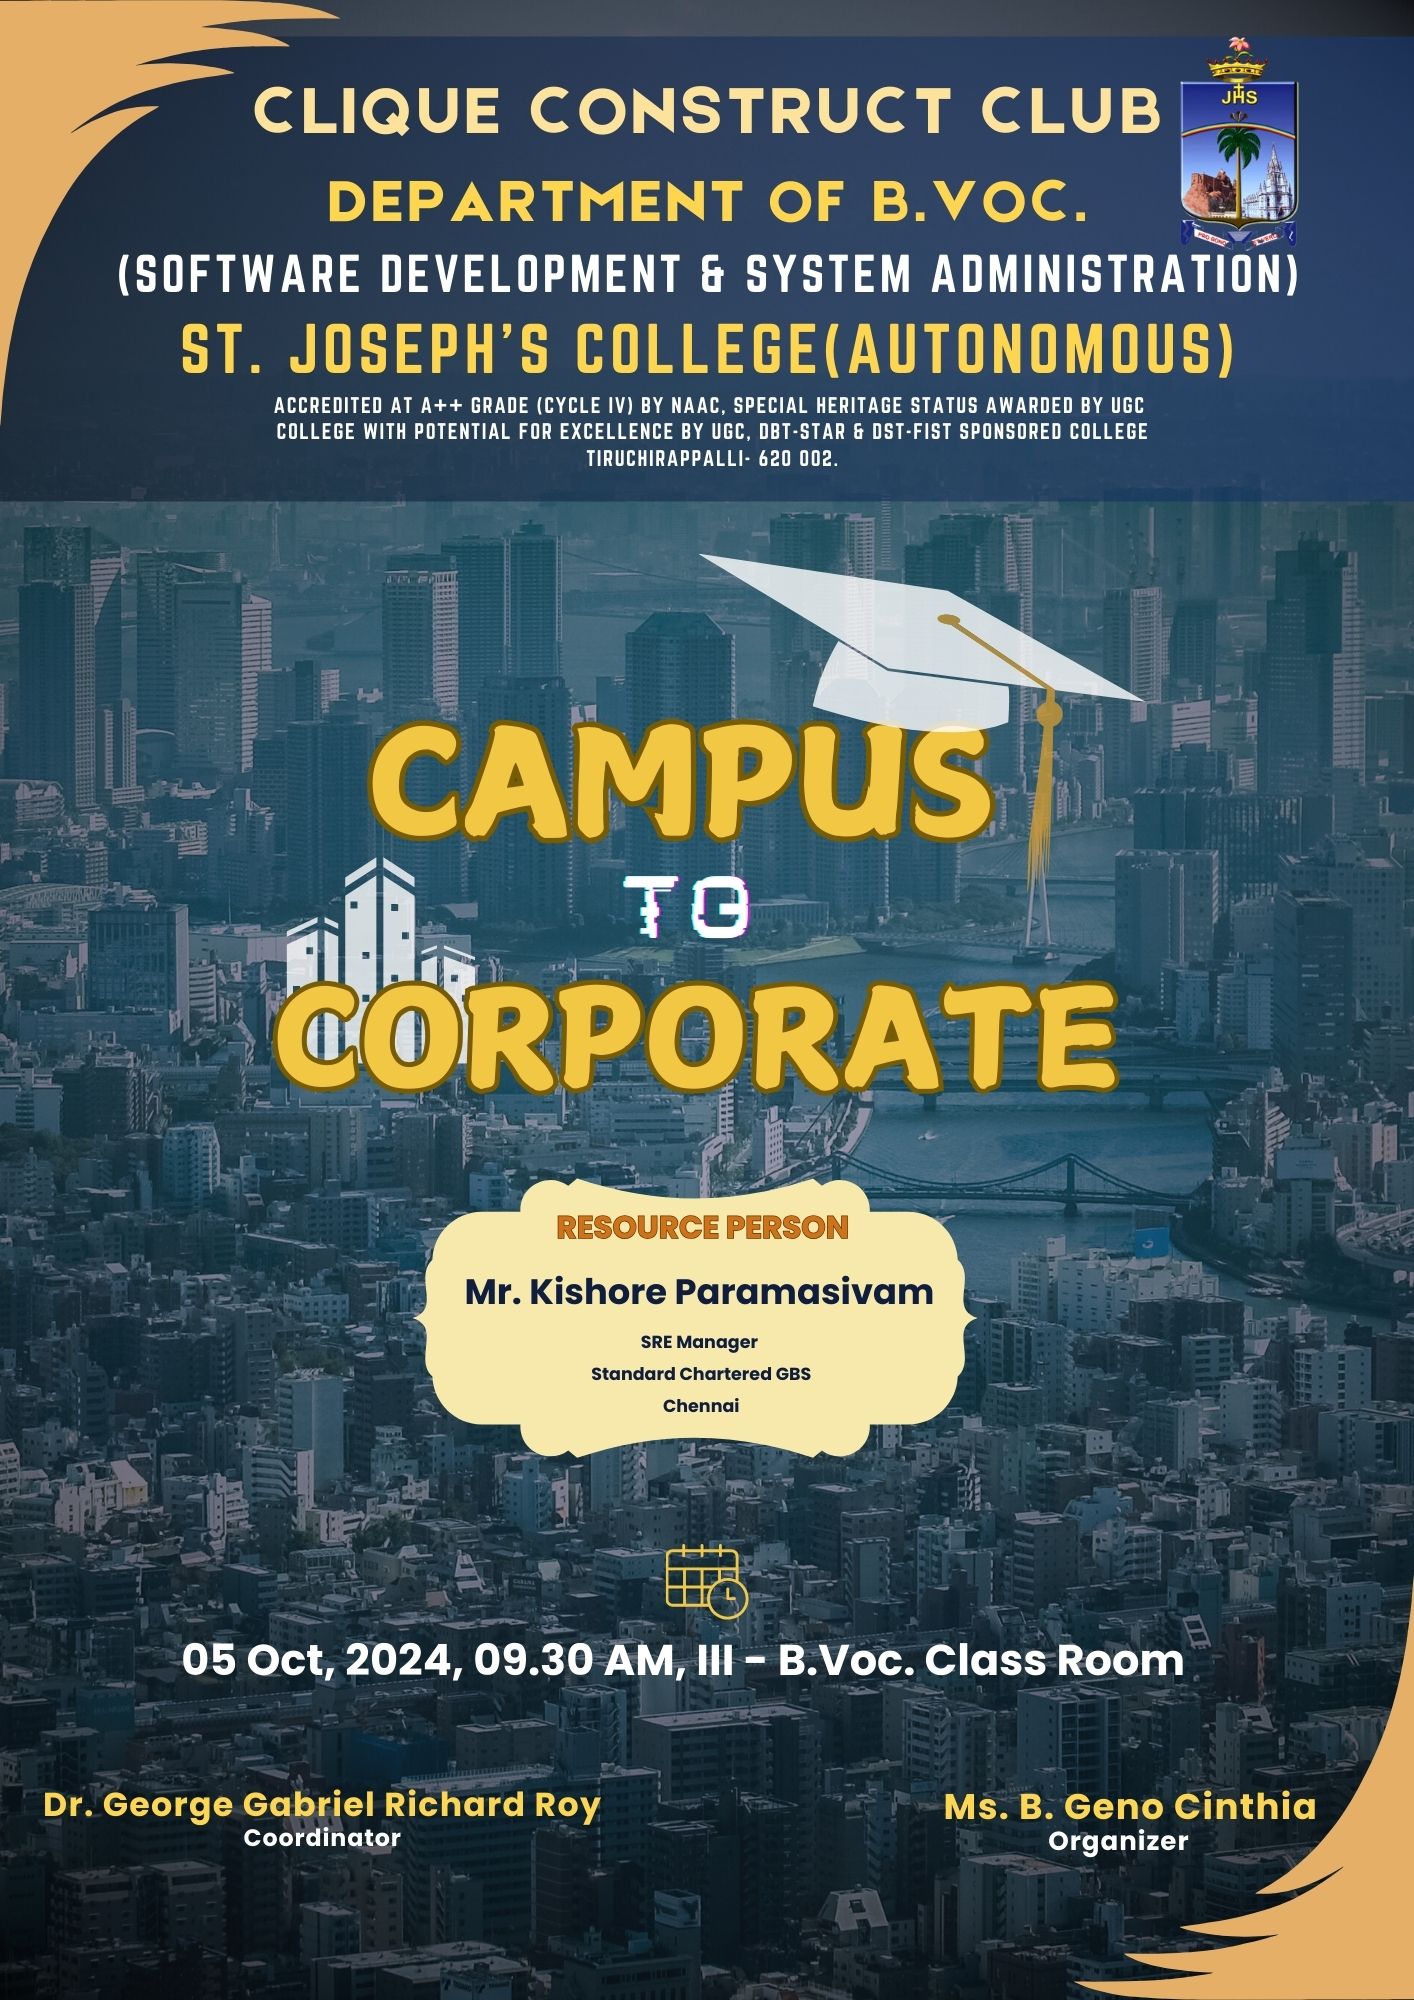 CLIQUE CONSTRUCT CLUB
JHS
DEPARTMENT OF B.VOC.
(SOFTWARE DEVELOPMENT & SYSTEM ADMINISTRATION)
ST. JOSEPH'S COLLEGE(AUTONOMOUS)
ACCREDITED AT A++ GRADE (CYCLE IV) BY NAAC, SPECIAL HERITAGE STATUS AWARDED BY UGC
COLLEGE WITH POTENTIAL FOR EXCELLENCE BY UGC, DBT-STAR & DST-FIST SPONSORED COLLEGE
TIRUCHIRAPPALLI- 620 002.
CAMPUS
TO
CORPORATE
RESOURCE PERSON
Mr. Kishore Paramasivam
SRE Manager
Standard Chartered GBS
Chennai
05 Oct, 2024, 09.30 AM, III - B.Voc. Class Room
Dr. George Gabriel Richard Roy
Coordinator
Ms. B. Geno Cinthia
Organizer